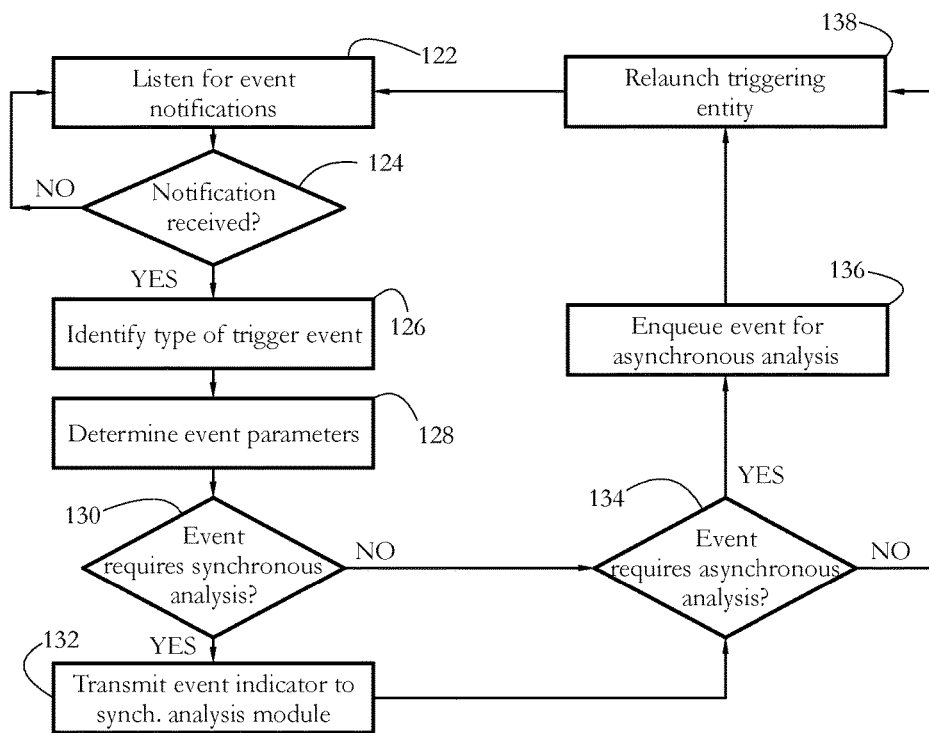 122
Listen for event
notifications
138
Relaunch triggering
entity
124
Notification
received?
NO
YES
126
Identify type of trigger event
136
Enqueue event for
asynchronous analysis
128
Determine event parameters
130
Event
requires synchronous
analysis?
NO
YES
134
Event
requires asynchronous
analysis?
YES
NO
132
Transmit event indicator to
synch. analysis module